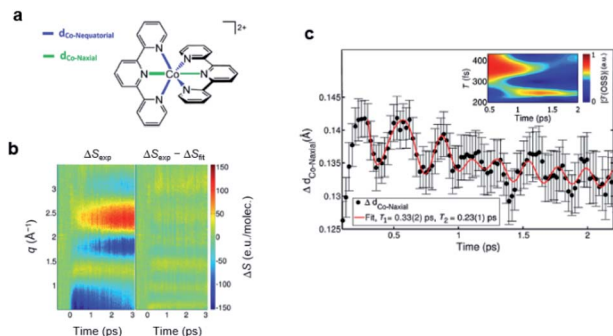 a
d_Co-Nequatorial
d_Co-Naxial
2+
N
N
N
N
N
N
Co
b
ΔS_exp
ΔS_exp − ΔS_fit
q (Å⁻¹)
3
2
1
0 1 2 3
0 1 2 3
Time (ps)
Time (ps)
150
100
50
0
-50
-100
-150
ΔS (e.u./molec.)
c
Δ d_Co-Naxial(Å)
0.145
0.14
0.135
0.13
0.125
0.5 1 1.5 2
Time (ps)
Δ d_Co-Naxial
Fit, T₁= 0.33(2) ps, T₂ = 0.23(1) ps
T (fs)
400
300
200
0.5 1 1.5 2
Time (ps)
1
0.5
0